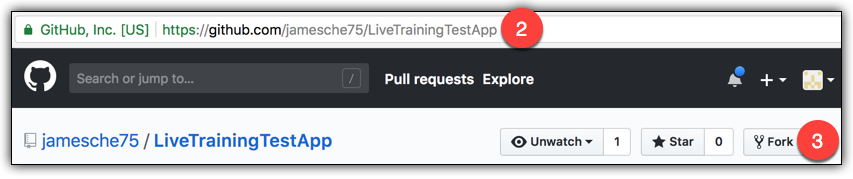 GitHub, Inc. [US] https://github.com/jamesche75/LiveTrainingTestApp 2
Search or jump to... / Pull requests Explore
jamesche75 / LiveTrainingTestApp Unwatch 1 Star 0 Fork 3